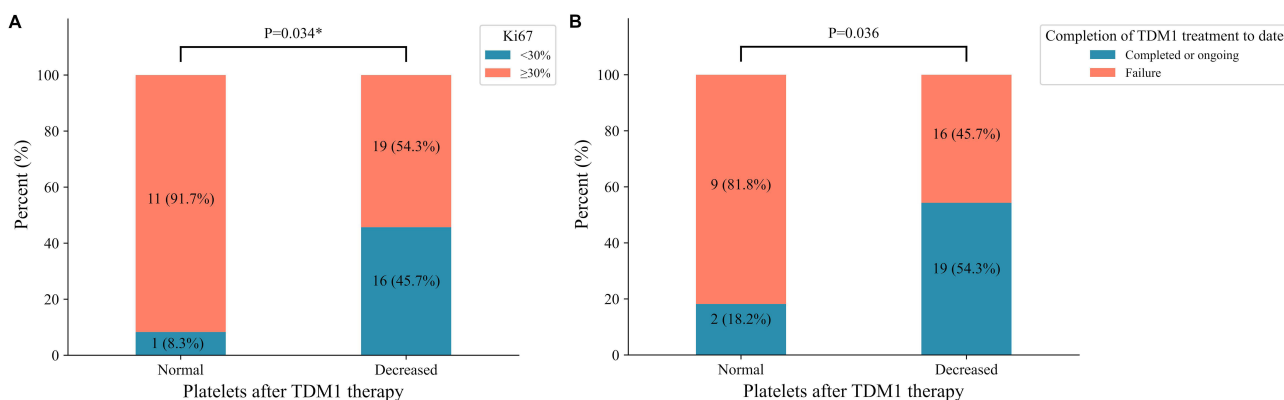 A
P=0.034*
Ki67
<30%
≥30%
100
80
60
40
20
0
Percent (%)
11 (91.7%)
1 (8.3%)
19 (54.3%)
16 (45.7%)
Normal
Decreased
Platelets after TDM1 therapy
B
P=0.036
Completion of TDM1 treatment to date
Completed or ongoing
Failure
100
80
60
40
20
0
Percent (%)
9 (81.8%)
2 (18.2%)
16 (45.7%)
19 (54.3%)
Normal
Decreased
Platelets after TDM1 therapy